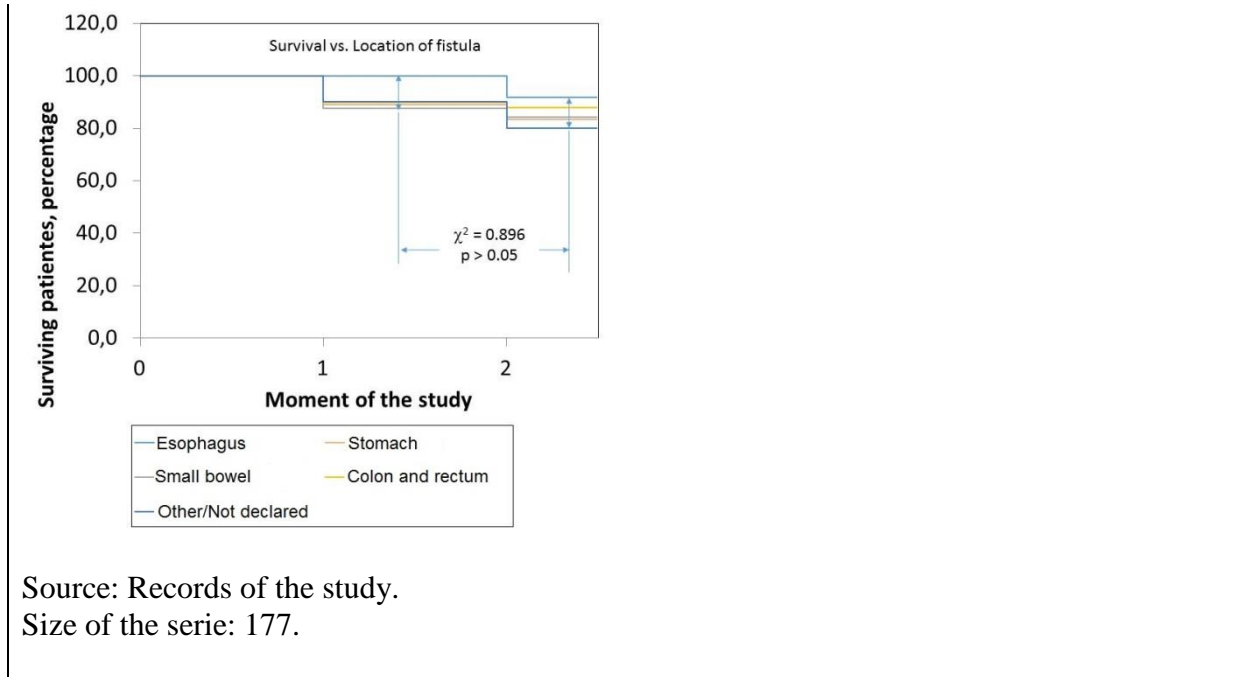 Survival vs. Location of fistula
120,0
100,0
80,0
60,0
40,0
20,0
0,0
Surviving patientes, percentage
χ² = 0.896
p > 0.05
0 1 2
Moment of the study
Esophagus Stomach
Small bowel Colon and rectum
Other/Not declared
Source: Records of the study.
Size of the serie: 177.